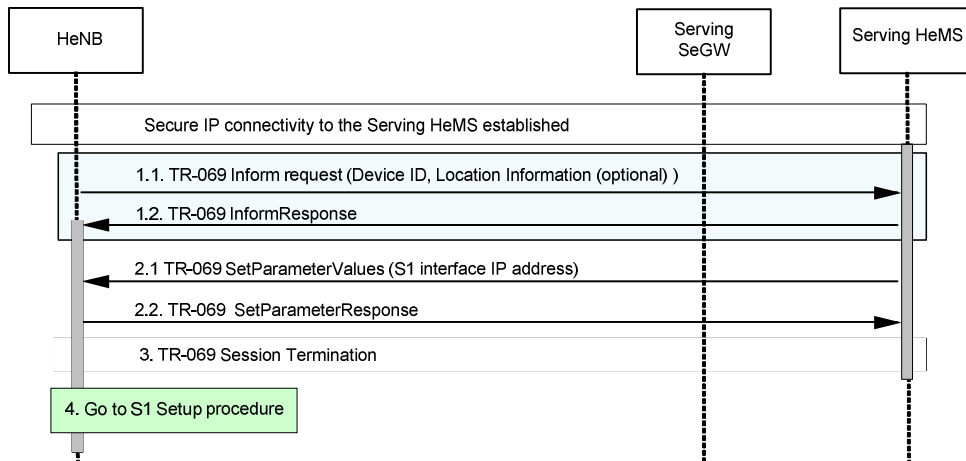 HeNB
Serving
SeGW
Serving HeMS
Secure IP connectivity to the Serving HeMS established
1.1. TR-069 Inform request (Device ID, Location Information (optional) )
1.2. TR-069 InformResponse
2.1 TR-069 SetParameterValues (S1 interface IP address)
2.2. TR-069 SetParameterResponse
3. TR-069 Session Termination
4. Go to S1 Setup procedure